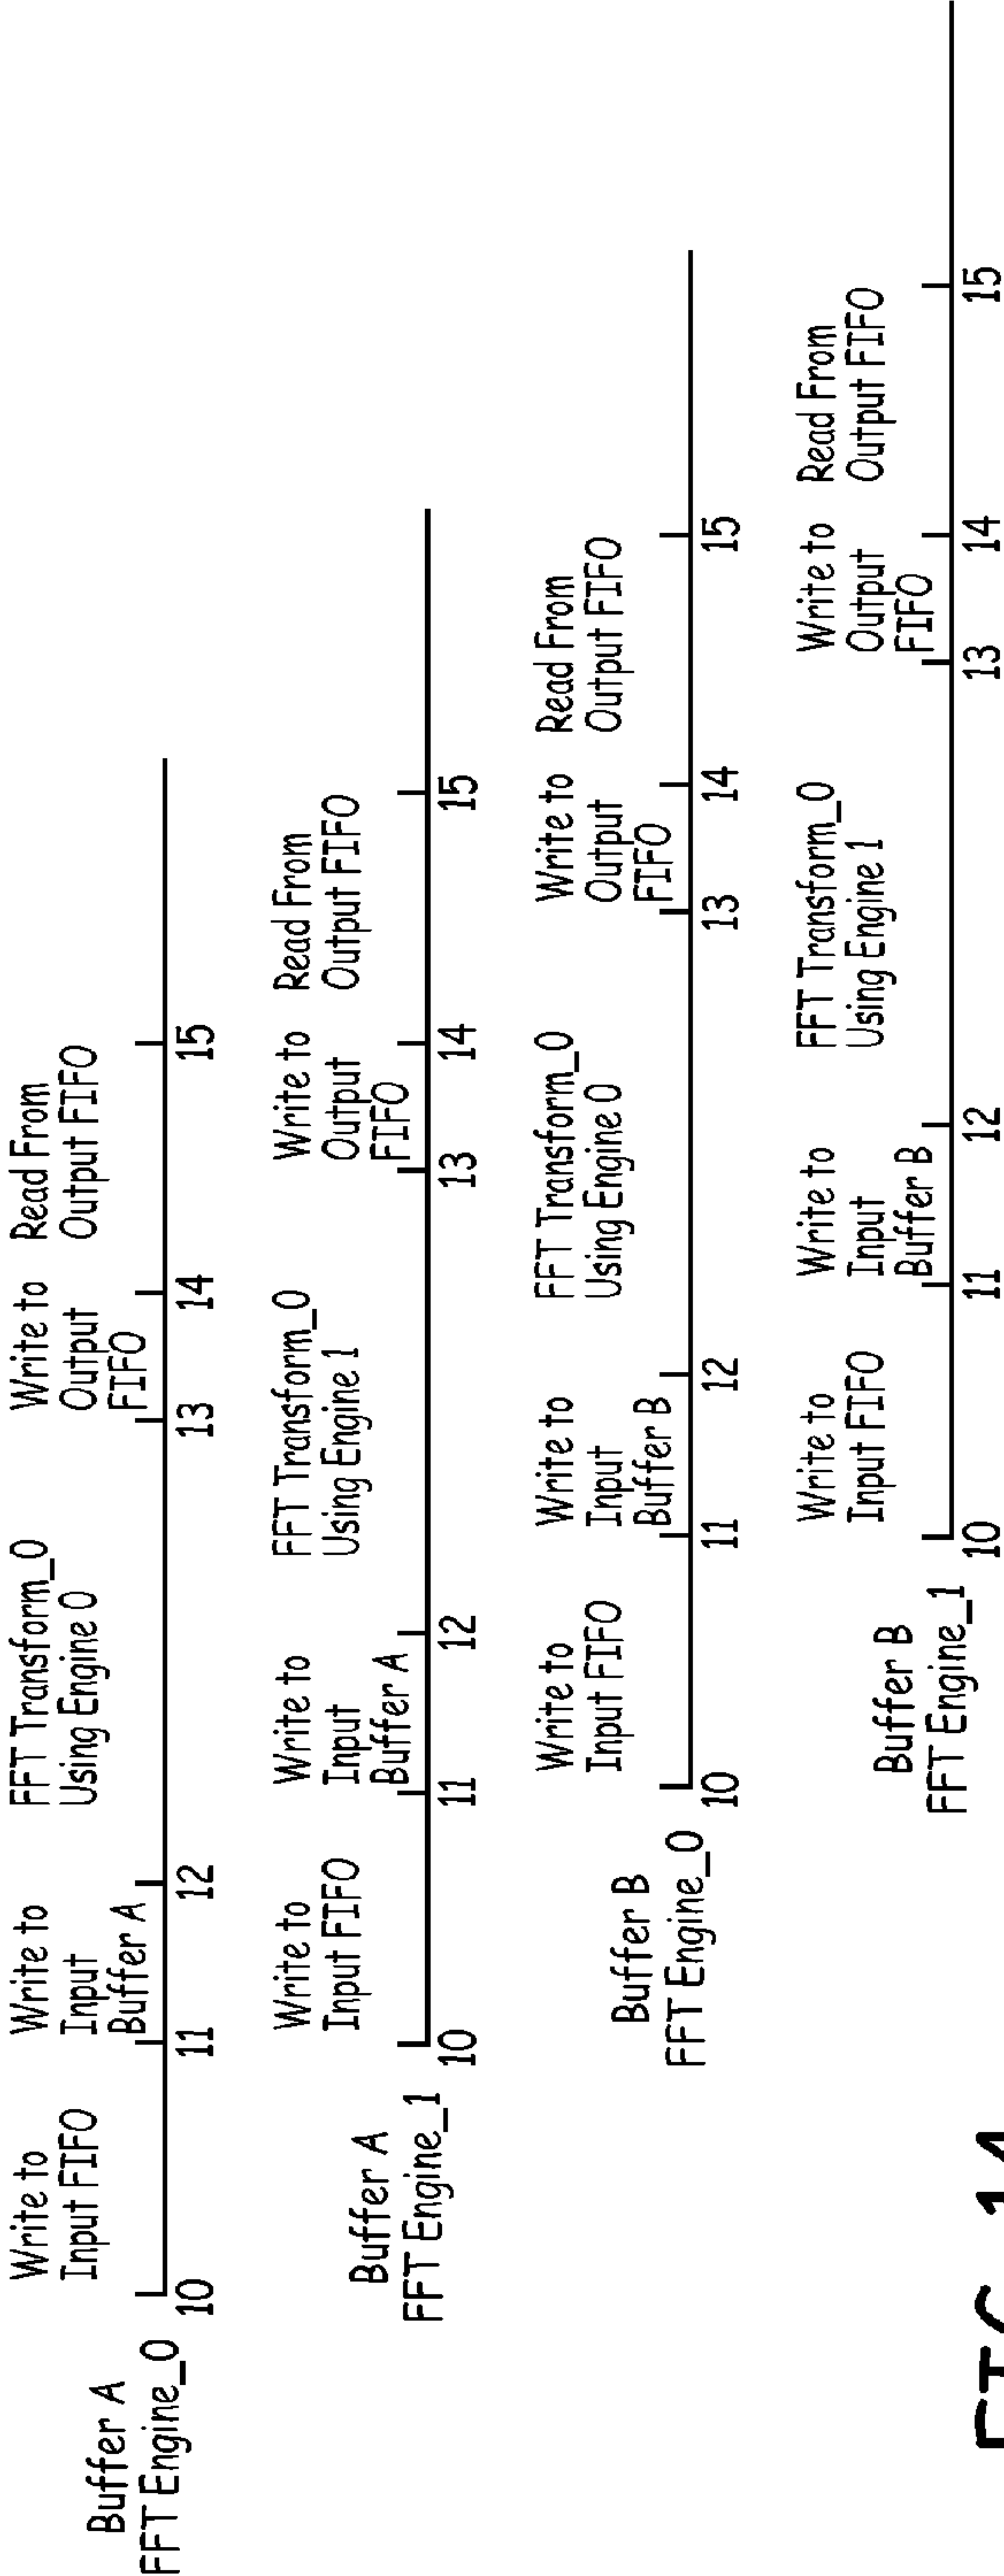 Write to
Input FIFO
Write to
Input
Buffer A
FFT Transform_0
Using Engine 0
Write to
Output
FIFO
Read From
Output FIFO
Buffer A
FFT Engine_0
10
11
12
13
14
15
Write to
Input FIFO
Write to
Input
Buffer A
FFT Transform_0
Using Engine 1
Write to
Output
FIFO
Read From
Output FIFO
Buffer A
FFT Engine_1
10
11
12
13
14
15
Write to
Input FIFO
Write to
Input
Buffer B
FFT Transform_0
Using Engine 0
Write to
Output
FIFO
Read From
Output FIFO
Buffer B
FFT Engine_0
10
11
12
13
14
15
Write to
Input FIFO
Write to
Input
Buffer B
FFT Transform_0
Using Engine 1
Write to
Output
FIFO
Read From
Output FIFO
Buffer B
FFT Engine_1
10
11
12
13
14
15